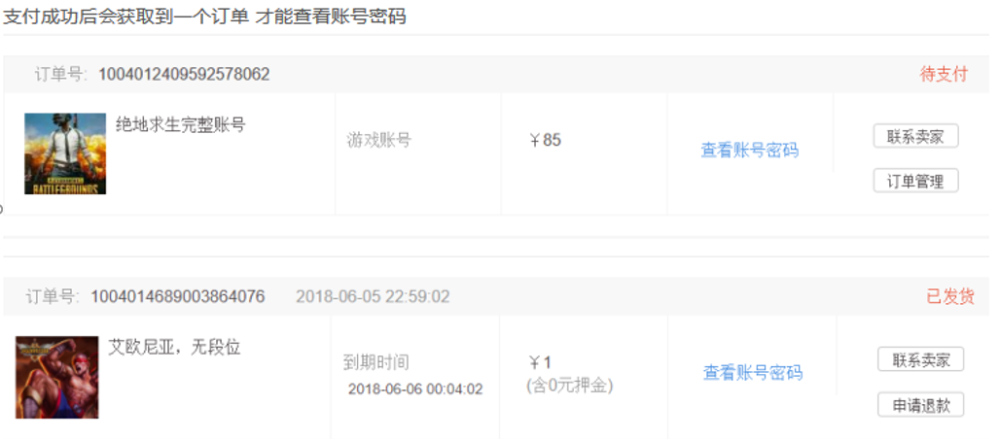 支付成功后会获取到一个订单 才能查看账号密码
订单号: 1004012409592578062 待支付
绝地求生完整账号 游戏账号 ￥85 查看账号密码 联系卖家
订单管理
BATTLEGROUNDS
订单号: 1004014689003864076 2018-06-05 22:59:02 已发货
艾欧尼亚，无段位 到期时间 ￥1 查看账号密码 联系卖家
2018-06-06 00:04:02 (含0元押金) 申请退款